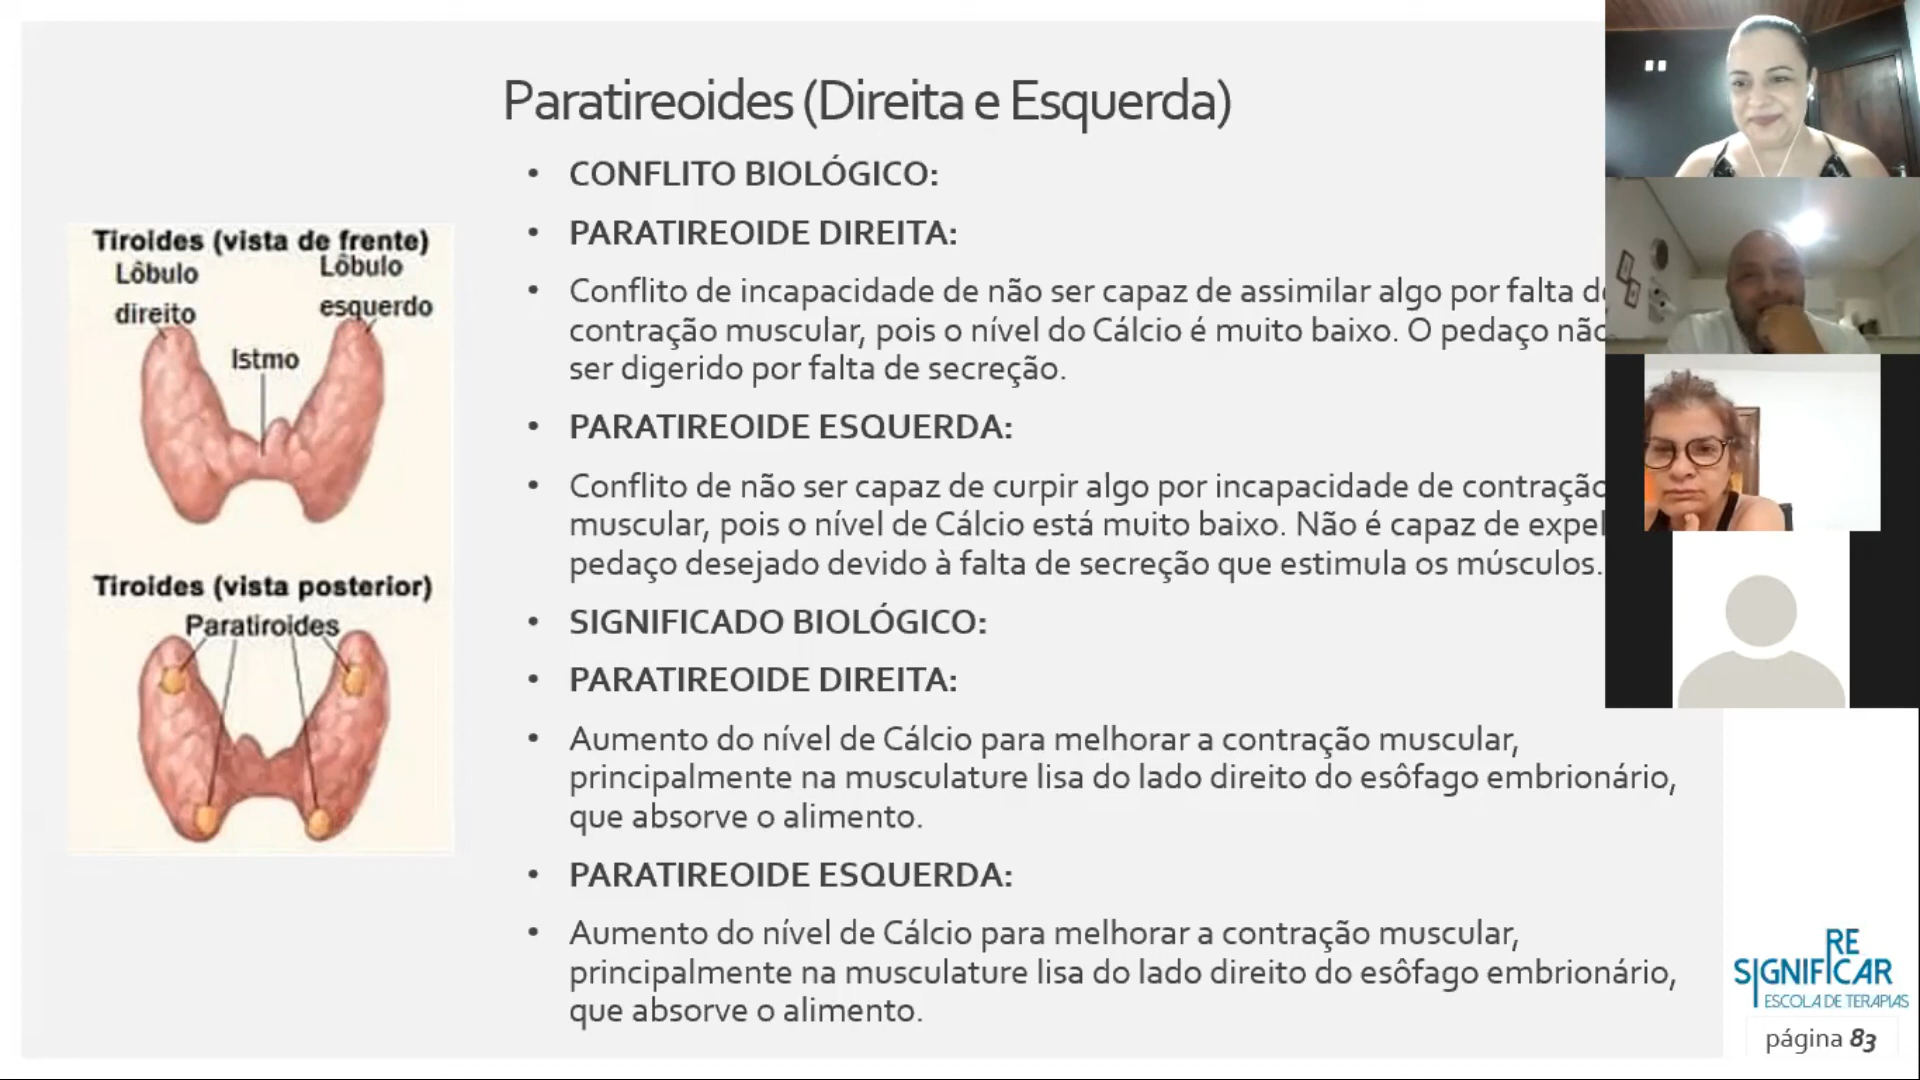 Paratireoides (Direita e Esquerda)
• CONFLITO BIOLÓGICO:
• PARATIREOIDE DIREITA:
• Conflito de incapacidade de não ser capaz de assimilar algo por falta
contração muscular, pois o nível do Cálcio é muito baixo. O pedaço
ser digerido por falta de secreção.
• PARATIREOIDE ESQUERDA:
• Conflito de não ser capaz de curpir algo por incapacidade de contração
muscular, pois o nível de Cálcio está muito baixo. Não é capaz de
pedaço desejado devido à falta de secreção que estimula os músculos.
• SIGNIFICADO BIOLÓGICO:
• PARATIREOIDE DIREITA:
• Aumento do nível de Cálcio para melhorar a contração muscular,
principalmente na musculature lisa do lado direito do esôfago embrionário,
que absorve o alimento.
• PARATIREOIDE ESQUERDA:
• Aumento do nível de Cálcio para melhorar a contração muscular,
principalmente na musculature lisa do lado direito do esôfago embrionário,
que absorve o alimento.
Tiroides (vista de frente)
Lôbulo
direito
Lôbulo
esquerdo
Istmo
Tiroides (vista posterior)
Paratiroides
RE
SIGNIFICAR
ESCOLA DE TERAPIAS
página 83